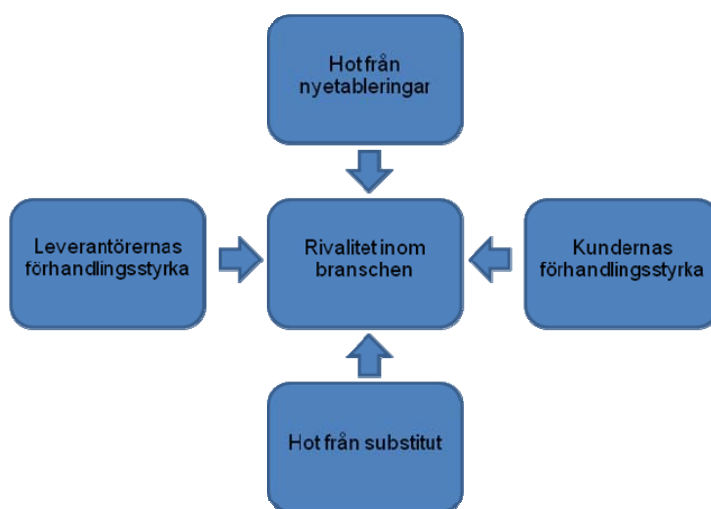 Hot från
nyetableringar
Leverantörernas
förhandlingsstyrka
Rivalitet inom
branschen
Kundernas
förhandlingsstyrka
Hot från substitut